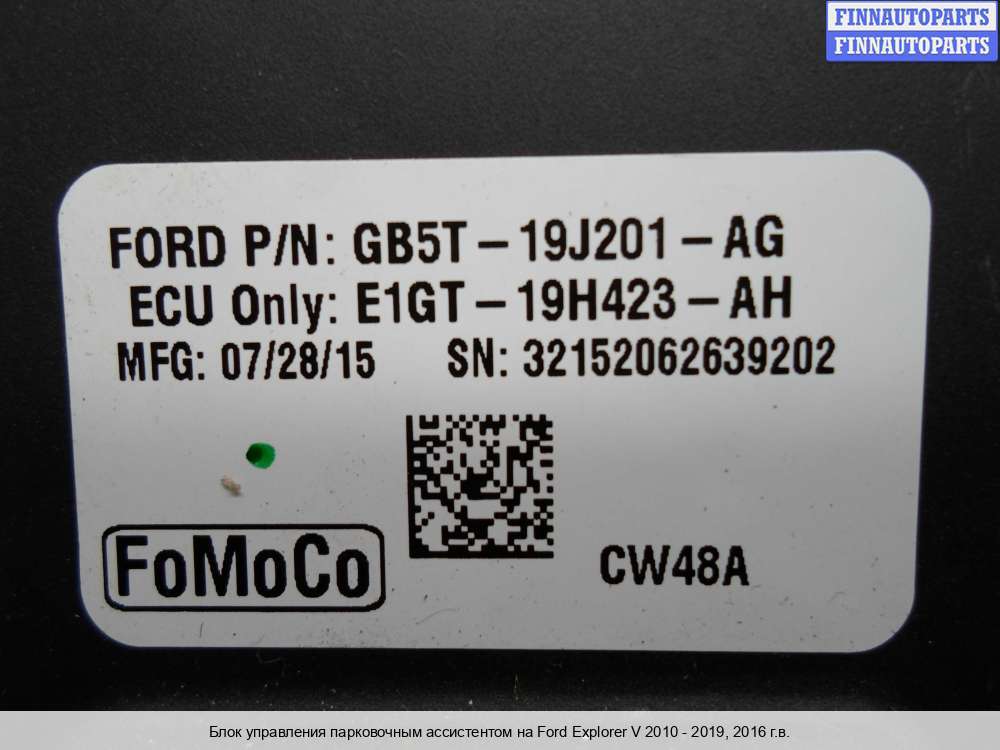 FINNAUTOPARTS
FINNAUTOPARTS
FORD P/N: GB5T-19J201-AG
ECU Only: E1GT-19H423-AH
MFG: 07/28/15 SN: 32152062639202
FoMoCo
CW48A
Блок управления парковочным ассистентом на Ford Explorer V 2010 - 2019, 2016 г.в.